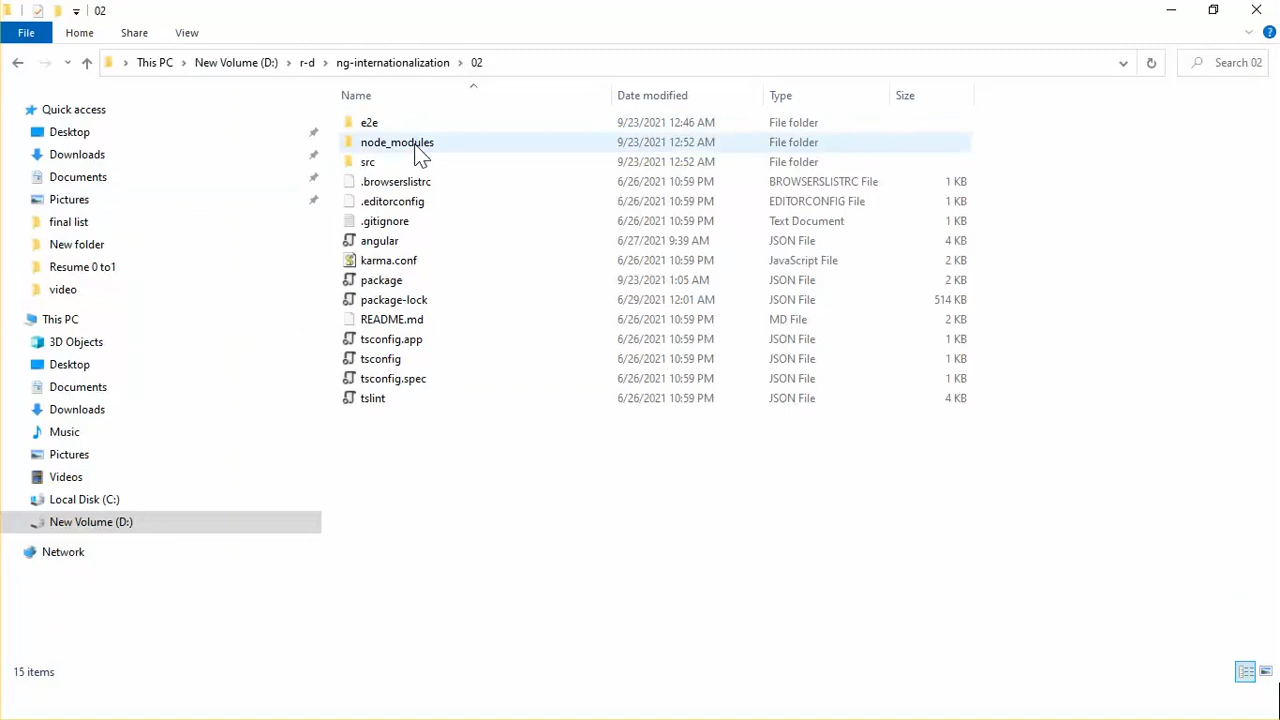 02
File Home Share View
This PC New Volume (D:) r-d ng-internationalization 02 Search 02
Name Date modified Type Size
Quick access
Desktop
Downloads
Documents
Pictures
final list
New folder
Resume 0 to1
video
This PC
3D Objects
Desktop
Documents
Downloads
Music
Pictures
Videos
Local Disk (C:)
New Volume (D:)
Network
e2e 9/23/2021 12:46 AM File folder
node_modules 9/23/2021 12:52 AM File folder
src 9/23/2021 12:52 AM File folder
.browserslistrc 6/26/2021 10:59 PM BROWSERSLISTRC File 1 KB
.editorconfig 6/26/2021 10:59 PM EDITORCONFIG File 1 KB
.gitignore 6/26/2021 10:59 PM Text Document 1 KB
angular 6/27/2021 9:39 AM JSON File 4 KB
karma.conf 6/26/2021 10:59 PM JavaScript File 2 KB
package 9/23/2021 1:05 AM JSON File 2 KB
package-lock 6/29/2021 12:01 AM JSON File 514 KB
README.md 6/26/2021 10:59 PM MD File 2 KB
tsconfig.app 6/26/2021 10:59 PM JSON File 1 KB
tsconfig 6/26/2021 10:59 PM JSON File 1 KB
tsconfig.spec 6/26/2021 10:59 PM JSON File 1 KB
tslint 6/26/2021 10:59 PM JSON File 4 KB
15 items